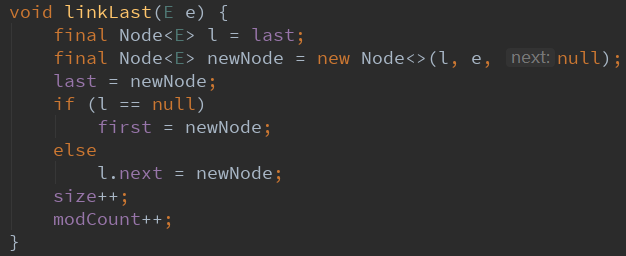 void linkLast(E e) {
    final Node<E> l = last;
    final Node<E> newNode = new Node<>(l, e, next: null);
    last = newNode;
    if (l == null)
        first = newNode;
    else
        l.next = newNode;
    size++;
    modCount++;
}